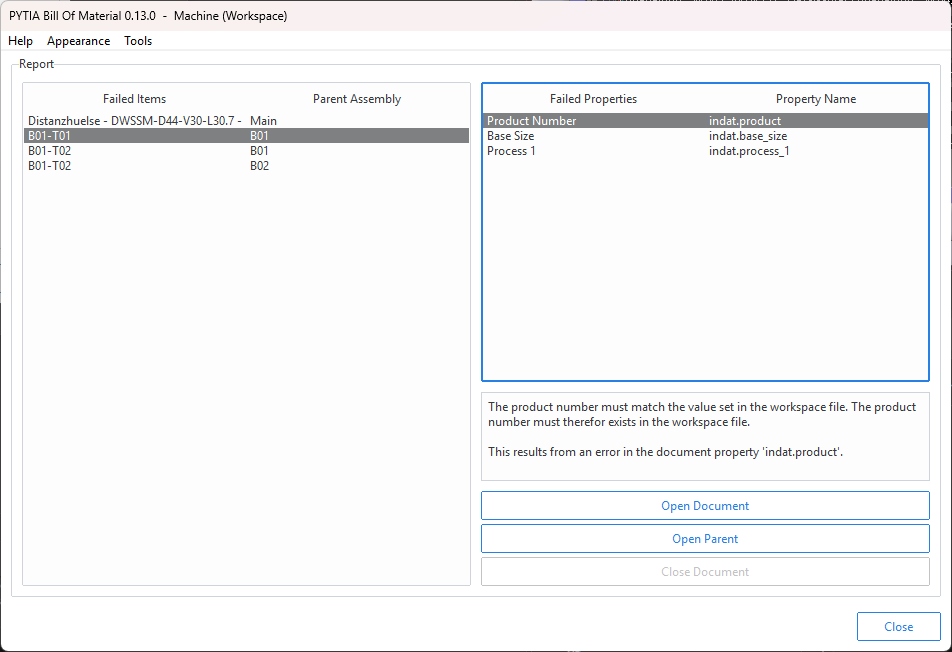 PYTIA Bill Of Material 0.13.0 - Machine (Workspace)
Help Appearance Tools
Report
Failed Items Parent Assembly
Distanzhuelse - DWSSM-D44-V30-L30.7 - Main
B01-T01 B01
B01-T02 B01
B01-T02 B02
Failed Properties Property Name
Product Number indat.product
Base Size indat.base_size
Process 1 indat.process_1
The product number must match the value set in the workspace file. The product
number must therefor exists in the workspace file.
This results from an error in the document property 'indat.product'.
Open Document
Open Parent
Close Document
Close